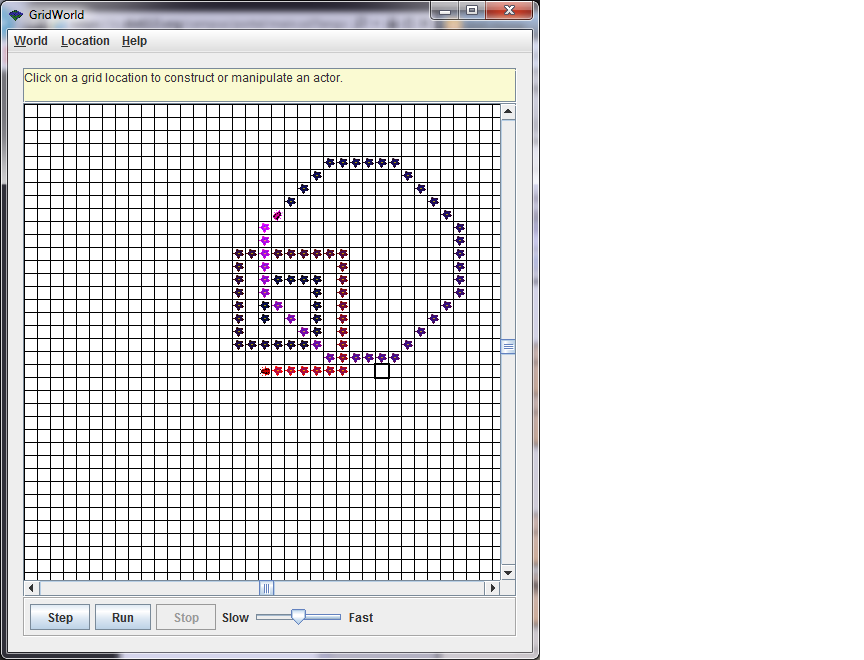 GridWorld
World Location Help
Click on a grid location to construct or manipulate an actor.
Step Run Stop Slow Fast